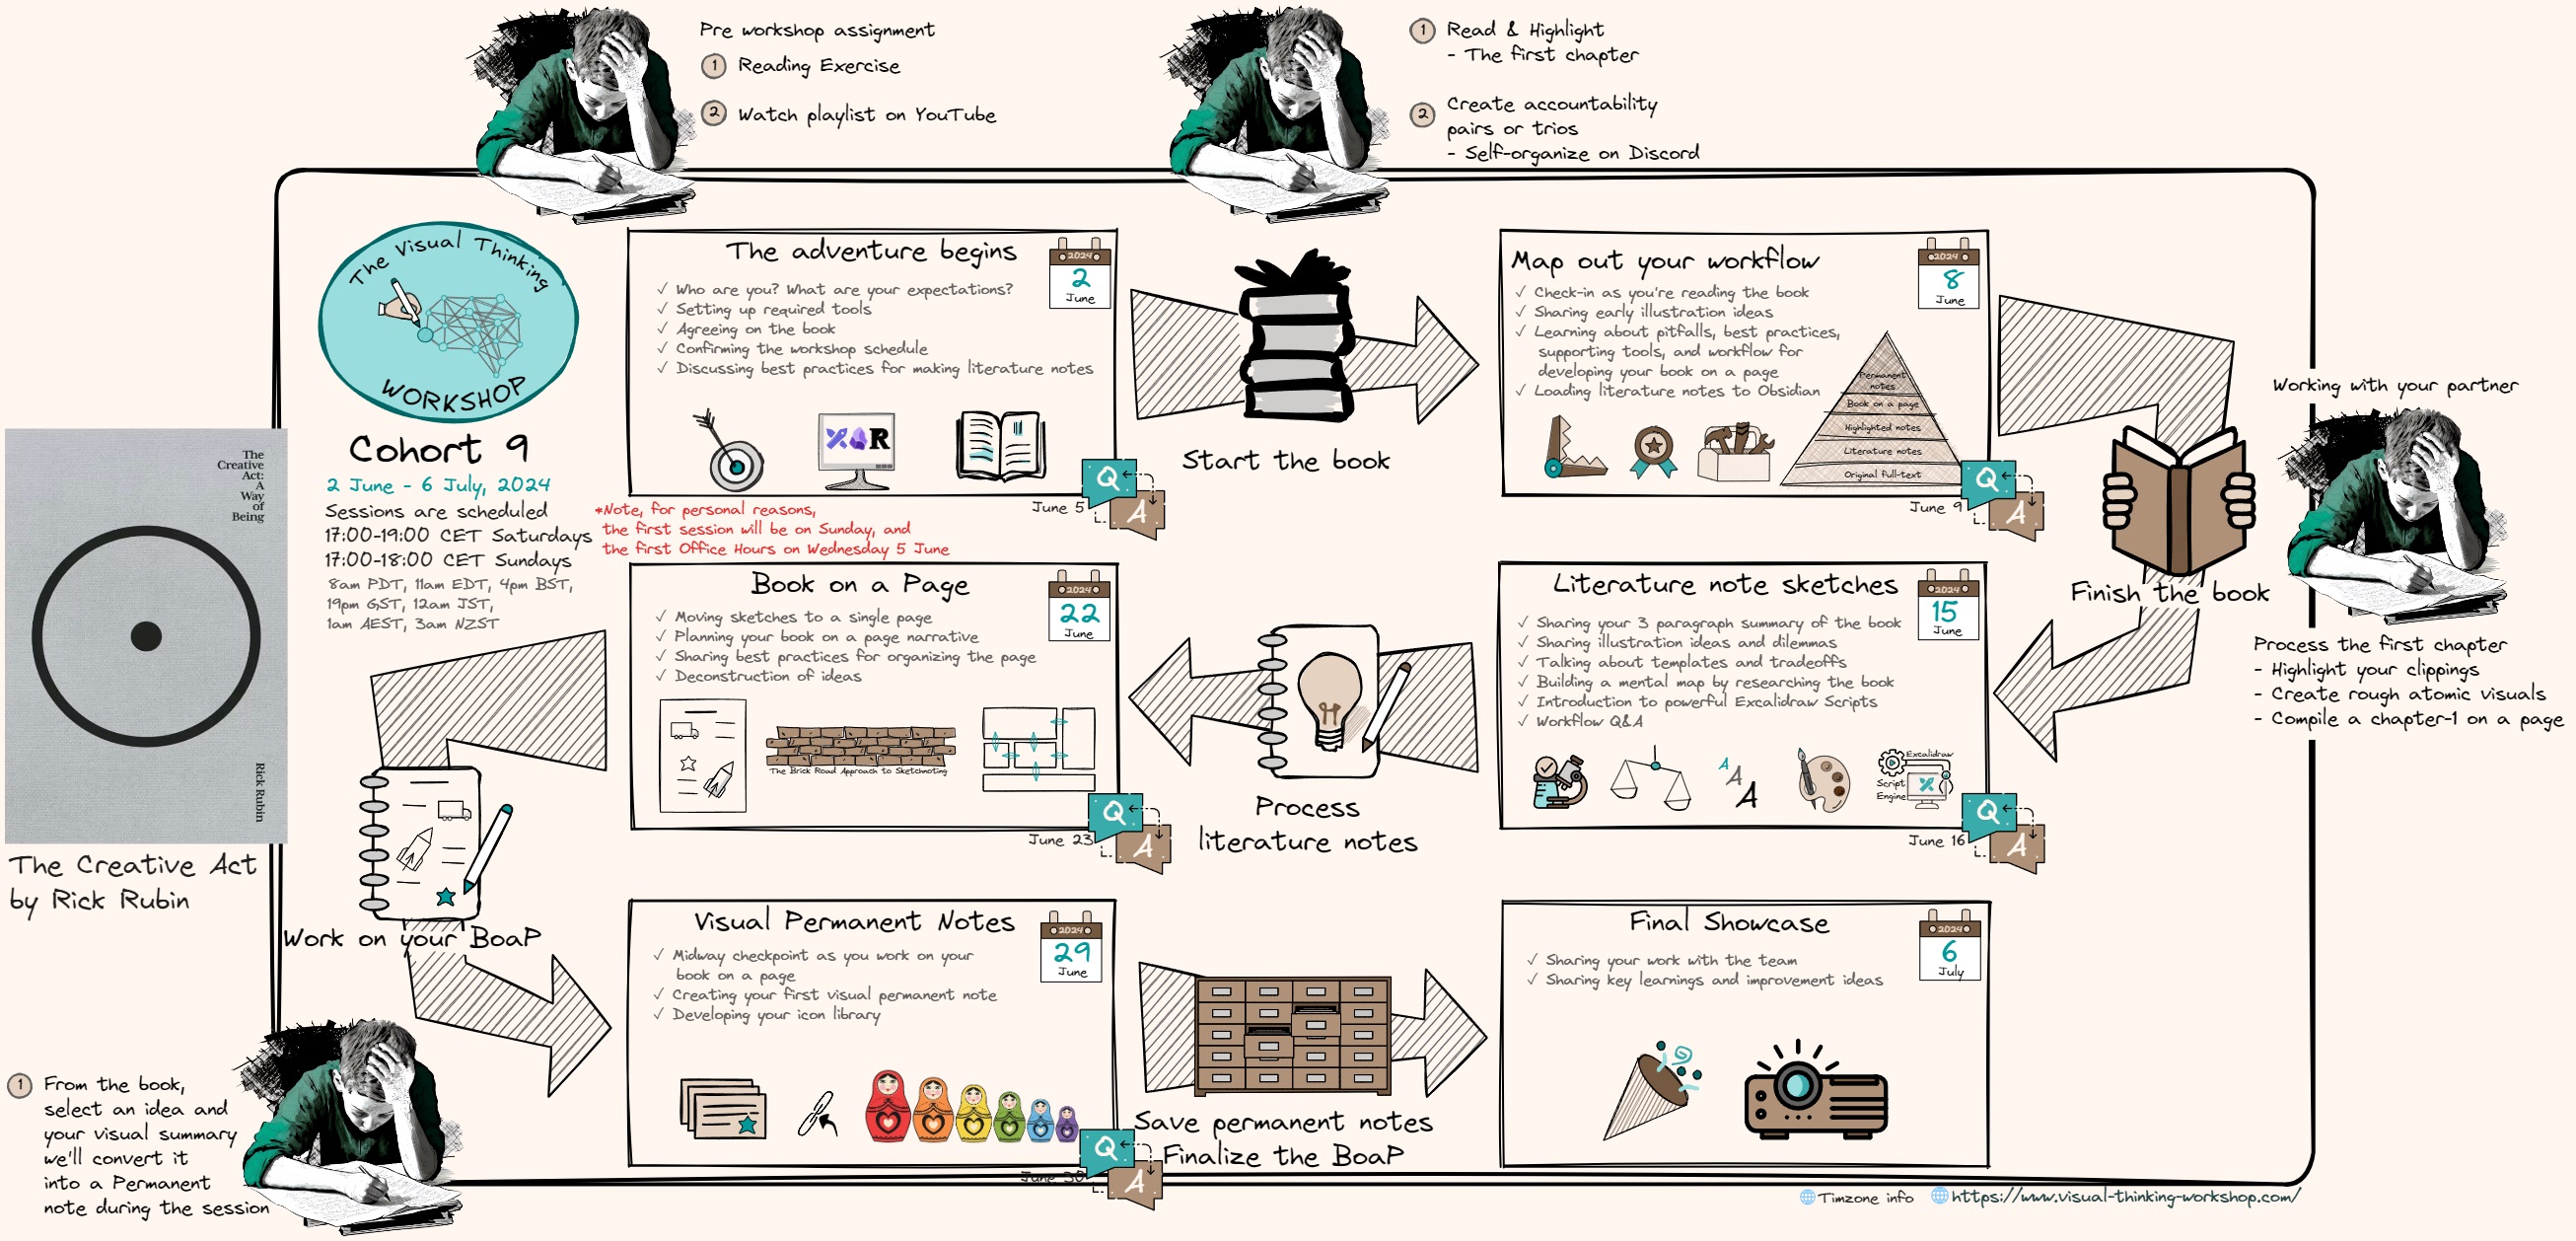 Pre workshop assignment
1 Reading Exercise
2 Watch playlist on YouTube
1 Read & Highlight
- The first chapter
2 Create accountability
pairs or trios
- Self-organize on Discord
The Visual Thinking
WORKSHOP
Cohort 9
2 June - 6 July, 2024
Sessions are scheduled
17:00-19:00 CET Saturdays
17:00-18:00 CET Sundays
8am PDT, 11am EDT, 4pm BST,
19pm GST, 12am JST,
1am AEST, 3am NZST
The
Creative
Act:
A
Way
of
Being
Rick Rubin
The Creative Act
by Rick Rubin
The adventure begins
2024
2
June
✓ Who are you? What are your expectations?
✓ Setting up required tools
✓ Agreeing on the book
✓ Confirming the workshop schedule
✓ Discussing best practices for making literature notes
R
Q
A
June 5
*Note, for personal reasons,
the first session will be on Sunday, and
the first Office Hours on Wednesday 5 June
Start the book
Map out your workflow
2024
8
June
✓ Check-in as you're reading the book
✓ Sharing early illustration ideas
✓ Learning about pitfalls, best practices,
supporting tools, and workflow for
developing your book on a page
✓ Loading literature notes to Obsidian
Permanent
notes
Book on a page
Highlighted notes
Literature notes
Original full-text
Q
A
June 9
Working with your partner
Finish the book
Process the first chapter
- Highlight your clippings
- Create rough atomic visuals
- Compile a chapter-1 on a page
Literature note sketches
2024
15
June
✓ Sharing your 3 paragraph summary of the book
✓ Sharing illustration ideas and dilemmas
✓ Talking about templates and tradeoffs
✓ Building a mental map by researching the book
✓ Introduction to powerful Excalidraw Scripts
✓ Workflow Q&A
A A A
Excalidraw
Script
Engine
Q
A
June 16
Process
literature notes
Book on a Page
2024
22
June
✓ Moving sketches to a single page
✓ Planning your book on a page narrative
✓ Sharing best practices for organizing the page
✓ Deconstruction of ideas
The Brick Road Approach to Sketchnoting
Q
A
June 23
Work on your BoaP
1 From the book,
select an idea and
your visual summary
we'll convert it
into a Permanent
note during the session
Visual Permanent Notes
2024
29
June
✓ Midway checkpoint as you work on your
book on a page
✓ Creating your first visual permanent note
✓ Developing your icon library
Q
A
June 30
Save permanent notes
Finalize the BoaP
Final Showcase
2024
6
July
✓ Sharing your work with the team
✓ Sharing key learnings and improvement ideas
Timzone info
https://www.visual-thinking-workshop.com/